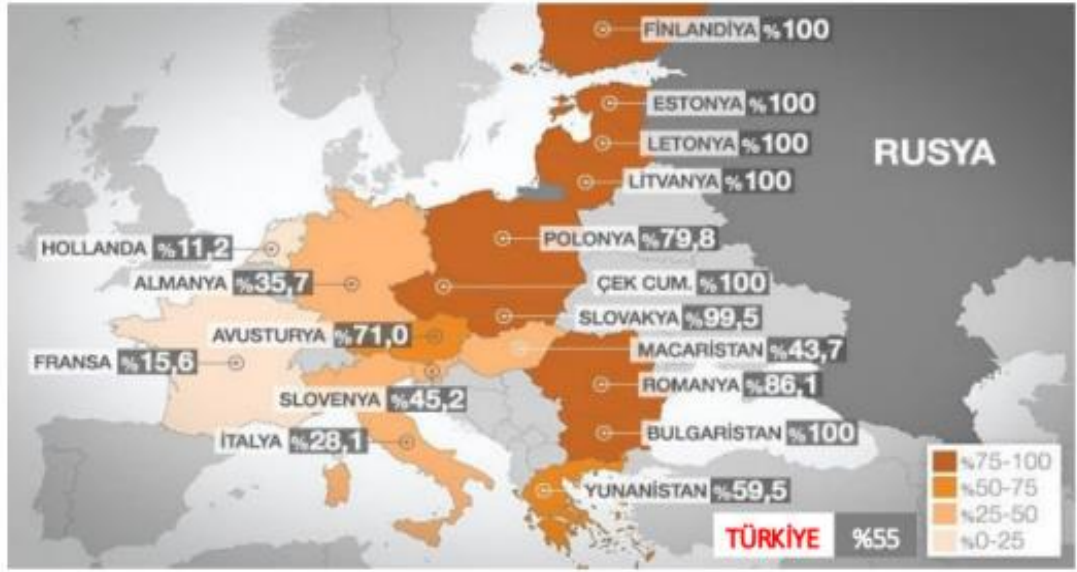 FİNLANDİYA %100
ESTONYA %100
LETONYA %100
RUSYA
LİTVANYA %100
POLONYA %79,8
HOLLANDA %11,2
ALMANYA %35,7
ÇEK CUM. %100
SLOVAKYA %99,5
AVUSTURYA %71,0
MACARİSTAN %43,7
FRANSA %15,6
ROMANYA %86,1
SLOVENYA %45,2
BULGARİSTAN %100
İTALYA %28,1
YUNANİSTAN %59,5
%75-100
%50-75
%25-50
%0-25
TÜRKİYE %55